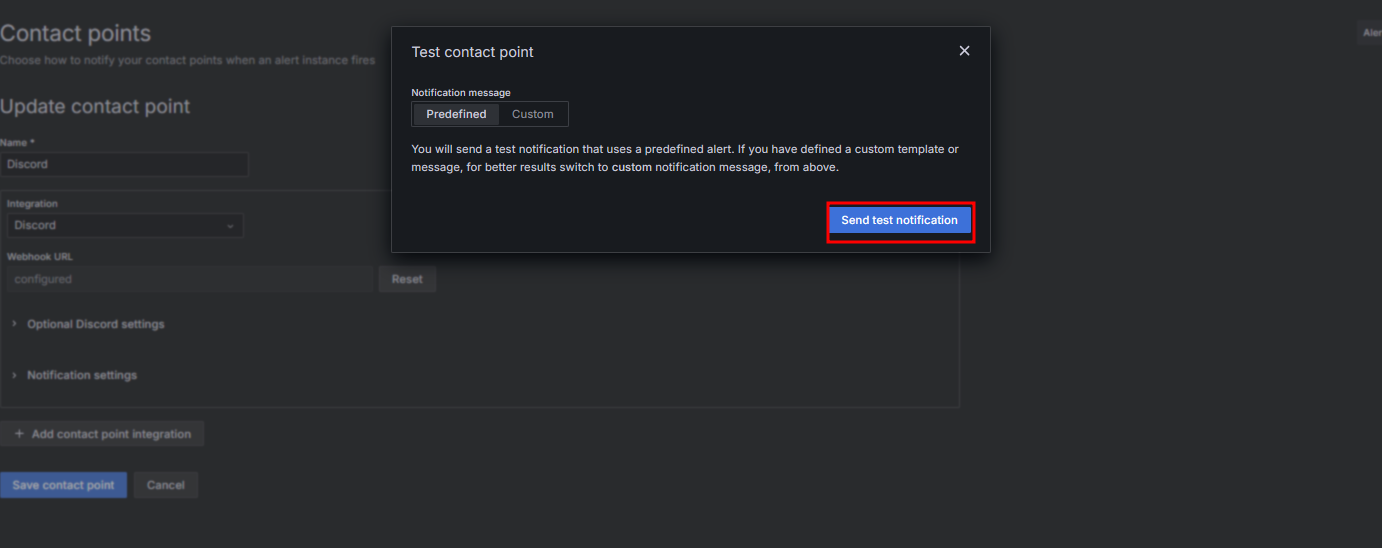 Contact points
Choose how to notify your contact points when an alert instance fires
Update contact point
Name *
Discord
Integration
Discord
Webhook URL
configured
Reset
Optional Discord settings
Notification settings
+ Add contact point integration
Save contact point
Cancel
Test contact point
Notification message
Predefined
Custom
You will send a test notification that uses a predefined alert. If you have defined a custom template or
message, for better results switch to custom notification message, from above.
Send test notification
Aler